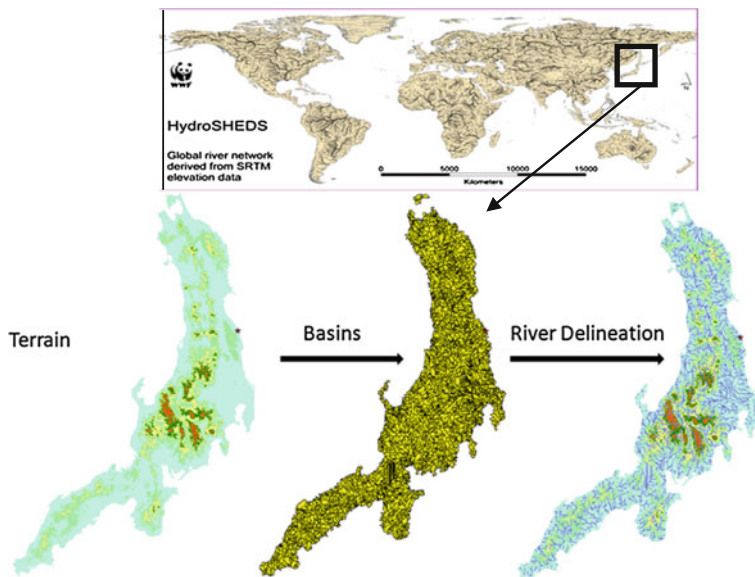 WWF
HydroSHEDS
Global river network
derived from SRTM
elevation data
0 5000 10000 15000
Kilometers
Terrain
Basins
River Delineation